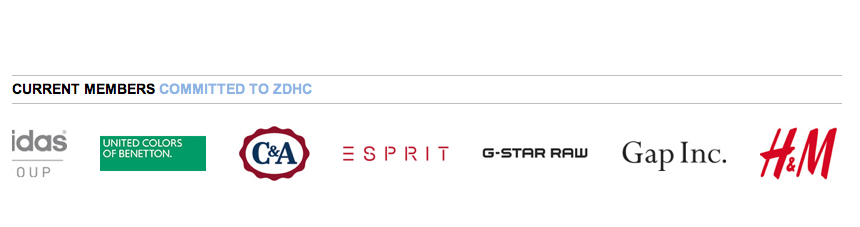 CURRENT MEMBERS COMMITTED TO ZDHC
idas
OUP
UNITED COLORS
OF BENETTON.
C&A
ESPRIT
G-STAR RAW
Gap Inc.
H&M